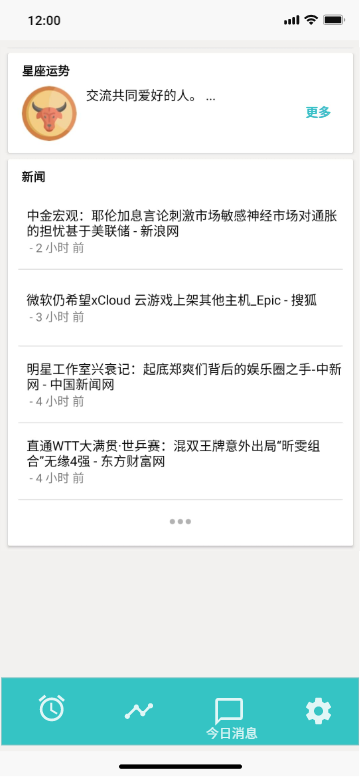 12:00
星座运势
交流共同爱好的人。 ...
更多
新闻
中金宏观：耶伦加息言论刺激市场敏感神经市场对通胀
的担忧甚于美联储 - 新浪网
- 2 小时 前
微软仍希望xCloud 云游戏上架其他主机_Epic - 搜狐
- 3 小时 前
明星工作室兴衰记：起底郑爽们背后的娱乐圈之手-中新
网 - 中国新闻网
- 4 小时 前
直通WTT大满贯·世乒赛：混双王牌意外出局“昕雯组
合”无缘4强 - 东方财富网
- 4 小时 前
今日消息